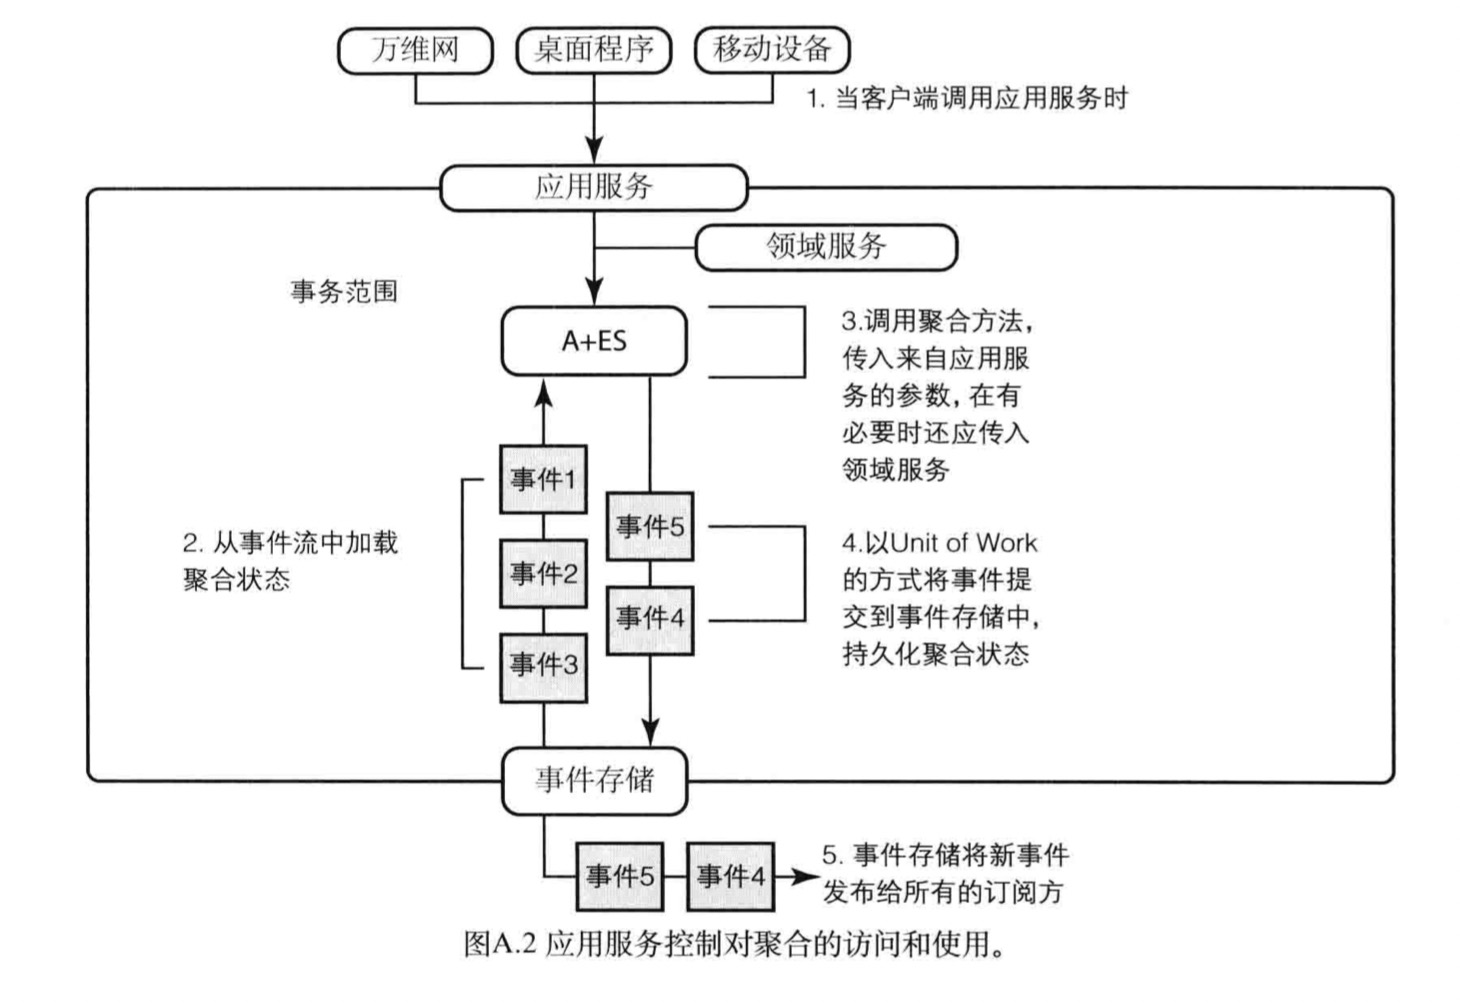 万维网
桌面程序
移动设备
1. 当客户端调用应用服务时
应用服务
领域服务
事务范围
A+ES
3.调用聚合方法,
传入来自应用服
务的参数, 在有
必要时还应传入
领域服务
事件1
事件2
事件3
事件5
事件4
2. 从事件流中加载
聚合状态
4.以Unit of Work
的方式将事件提
交到事件存储中,
持久化聚合状态
事件存储
事件5
事件4
5. 事件存储将新事件
发布给所有的订阅方
图A.2 应用服务控制对聚合的访问和使用。